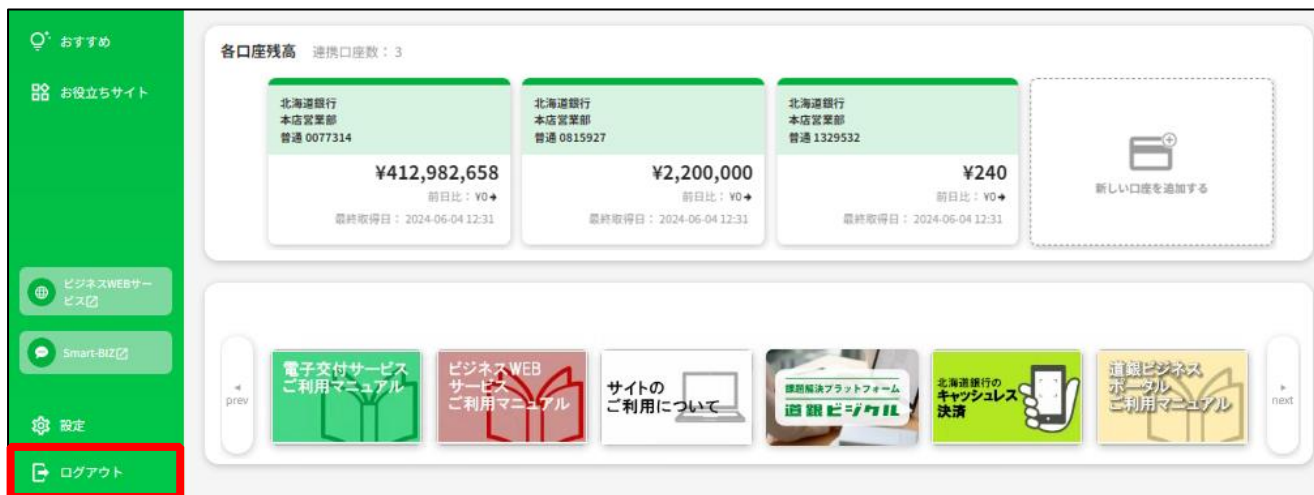 おすすめ
お役立ちサイト
ビジネスWEBサー
ビス
Smart-BIZ
設定
ログアウト
各口座残高 連携口座数：3
北海道銀行
本店営業部
普通 0077314
¥412,982,658
前日比： ¥0➔
最終取得日： 2024-06-04 12:31
北海道銀行
本店営業部
普通 0815927
¥2,200,000
前日比： ¥0➔
最終取得日： 2024-06-04 12:31
北海道銀行
本店営業部
普通 1329532
¥240
前日比： ¥0➔
最終取得日： 2024-06-04 12:31
新しい口座を追加する
prev
電子交付サービス
ご利用マニュアル
ビジネスWEB
サービス
ご利用マニュアル
サイトの
ご利用について
課題解決プラットフォーム
道銀ビジクル
北海道銀行の
キャッシュレス
決済
道銀ビジネス
ポータル
ご利用マニュアル
next